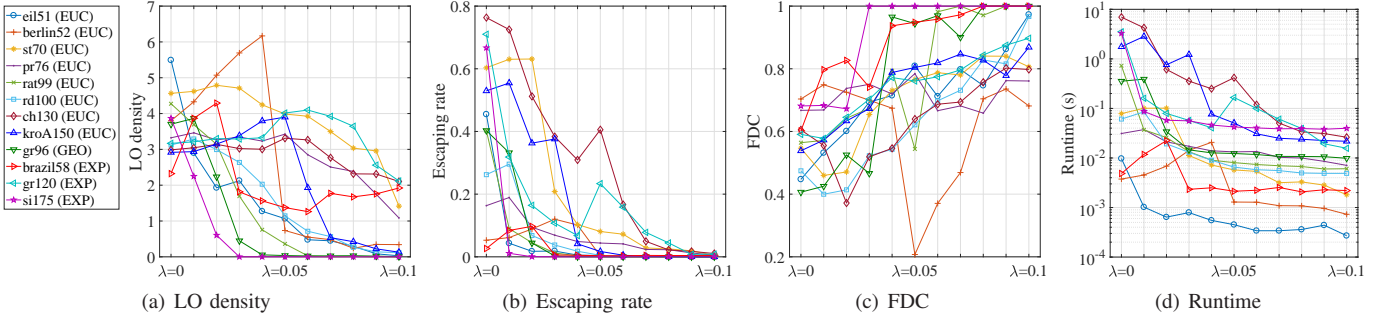 eil51 (EUC)
berlin52 (EUC)
st70 (EUC)
pr76 (EUC)
rat99 (EUC)
rd100 (EUC)
ch130 (EUC)
kroA150 (EUC)
gr96 (GEO)
brazil58 (EXP)
gr120 (EXP)
si175 (EXP)
LO density
7
6
5
4
3
2
1
0
λ=0 λ=0.05 λ=0.1
(a) LO density
Escaping rate
0.8
0.6
0.4
0.2
0
λ=0 λ=0.05 λ=0.1
(b) Escaping rate
FDC
1
0.8
0.6
0.4
0.2
λ=0 λ=0.05 λ=0.1
(c) FDC
Runtime (s)
10^1
10^0
10^-1
10^-2
10^-3
10^-4
λ=0 λ=0.05 λ=0.1
(d) Runtime